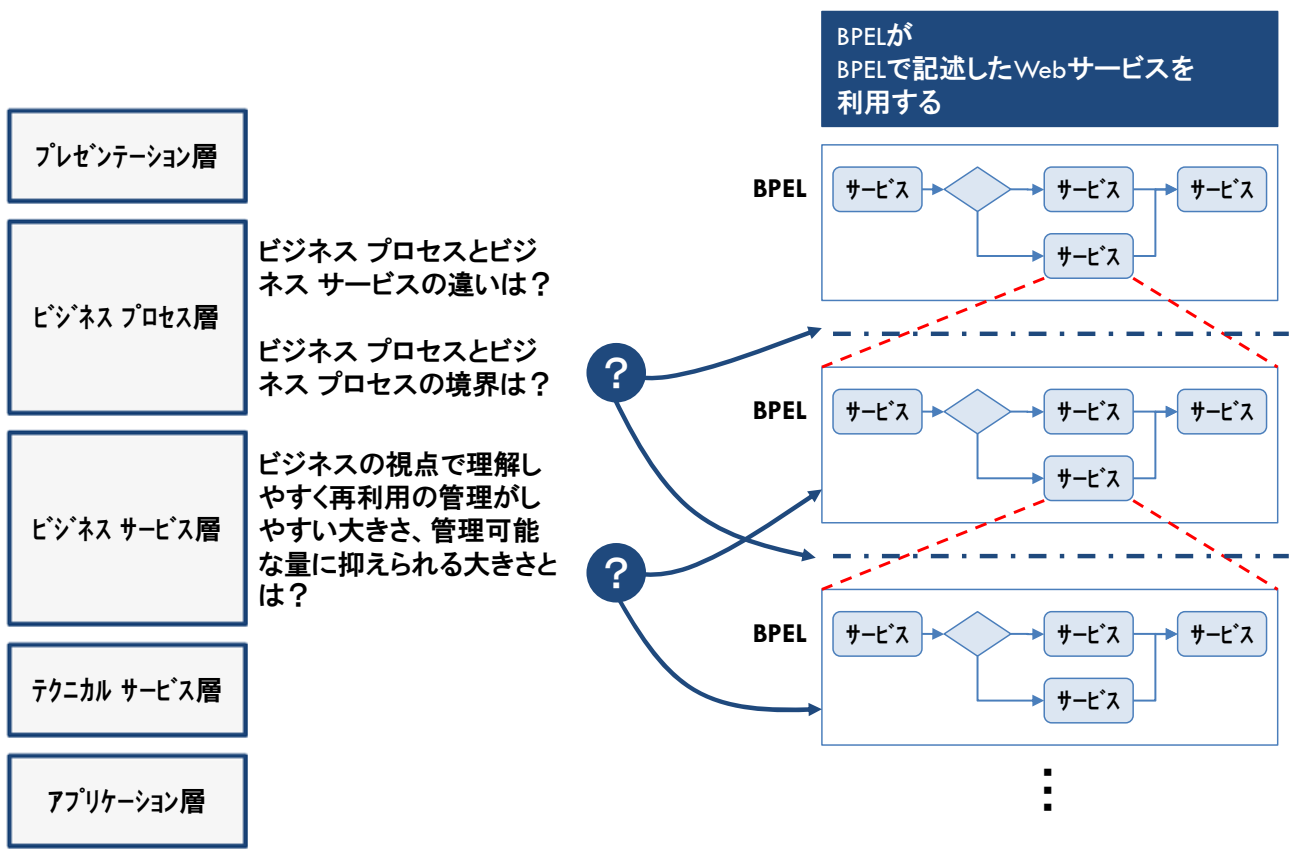 BPELが
BPELで記述したWebサービスを
利用する
プレゼンテーション層
ビジネス プロセス層
ビジネス サービス層
テクニカル サービス層
アプリケーション層
ビジネス プロセスとビジ
ネス サービスの違いは？
ビジネス プロセスとビジ
ネス プロセスの境界は？
ビジネスの視点で理解し
やすく再利用の管理がし
やすい大きさ、管理可能
な量に抑えられる大きさと
は？
?
?
BPEL
サービス
サービス
サービス
サービス
BPEL
サービス
サービス
サービス
サービス
BPEL
サービス
サービス
サービス
サービス